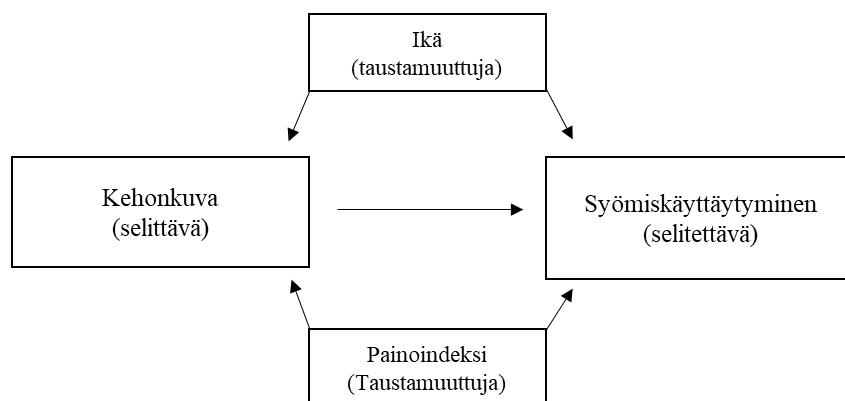 Ikä
(taustamuuttuja)
Kehonkuva
(selittävä)
Syömiskäyttäytyminen
(selitettävä)
Painoindeksi
(Taustamuuttuja)